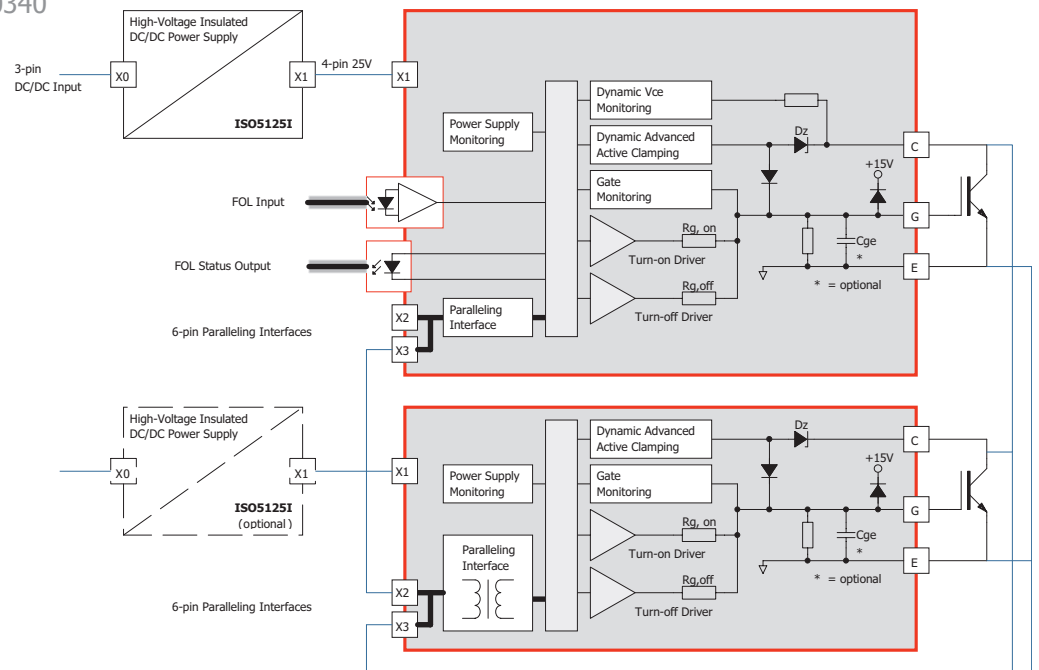 0340
High-Voltage Insulated
DC/DC Power Supply
3-pin
DC/DC Input
X0
X1
4-pin 25V
X1
ISO5125I
Dynamic Vce
Monitoring
Power Supply
Monitoring
Dynamic Advanced
Active Clamping
Dz
C
+15V
Gate
Monitoring
FOL Input
G
Rg, on
Turn-on Driver
Cge
*
FOL Status Output
E
* = optional
Rg,off
Turn-off Driver
X2
Paralleling
Interface
6-pin Paralleling Interfaces
X3
High-Voltage Insulated
DC/DC Power Supply
X0
X1
X1
ISO5125I
(optional)
Dynamic Advanced
Active Clamping
Dz
C
+15V
Power Supply
Monitoring
Gate
Monitoring
G
Rg, on
Turn-on Driver
Cge
*
Paralleling
Interface
E
* = optional
Rg,off
Turn-off Driver
X2
6-pin Paralleling Interfaces
X3